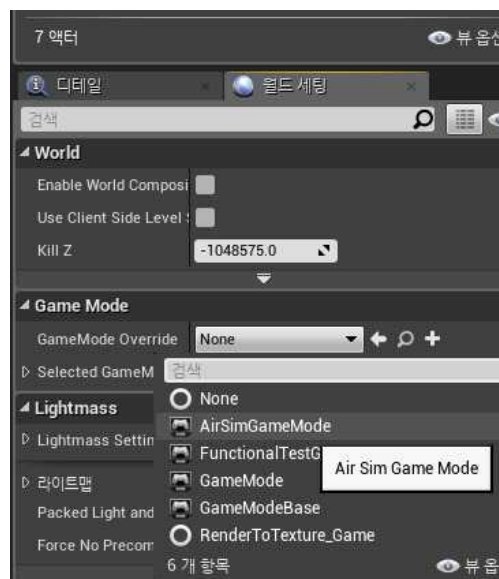 7 액터
뷰 옵션
디테일
월드 세팅
검색
World
Enable World Composi
Use Client Side Level
Kill Z
-1048575.0
Game Mode
GameMode Override
None
Selected GameM
검색
None
Lightmass
AirSimGameMode
Lightmass Settin
FunctionalTestG
Air Sim Game Mode
라이트맵
GameMode
Packed Light and
GameModeBase
Force No Precom
RenderToTexture_Game
6 개 항목
뷰 옵